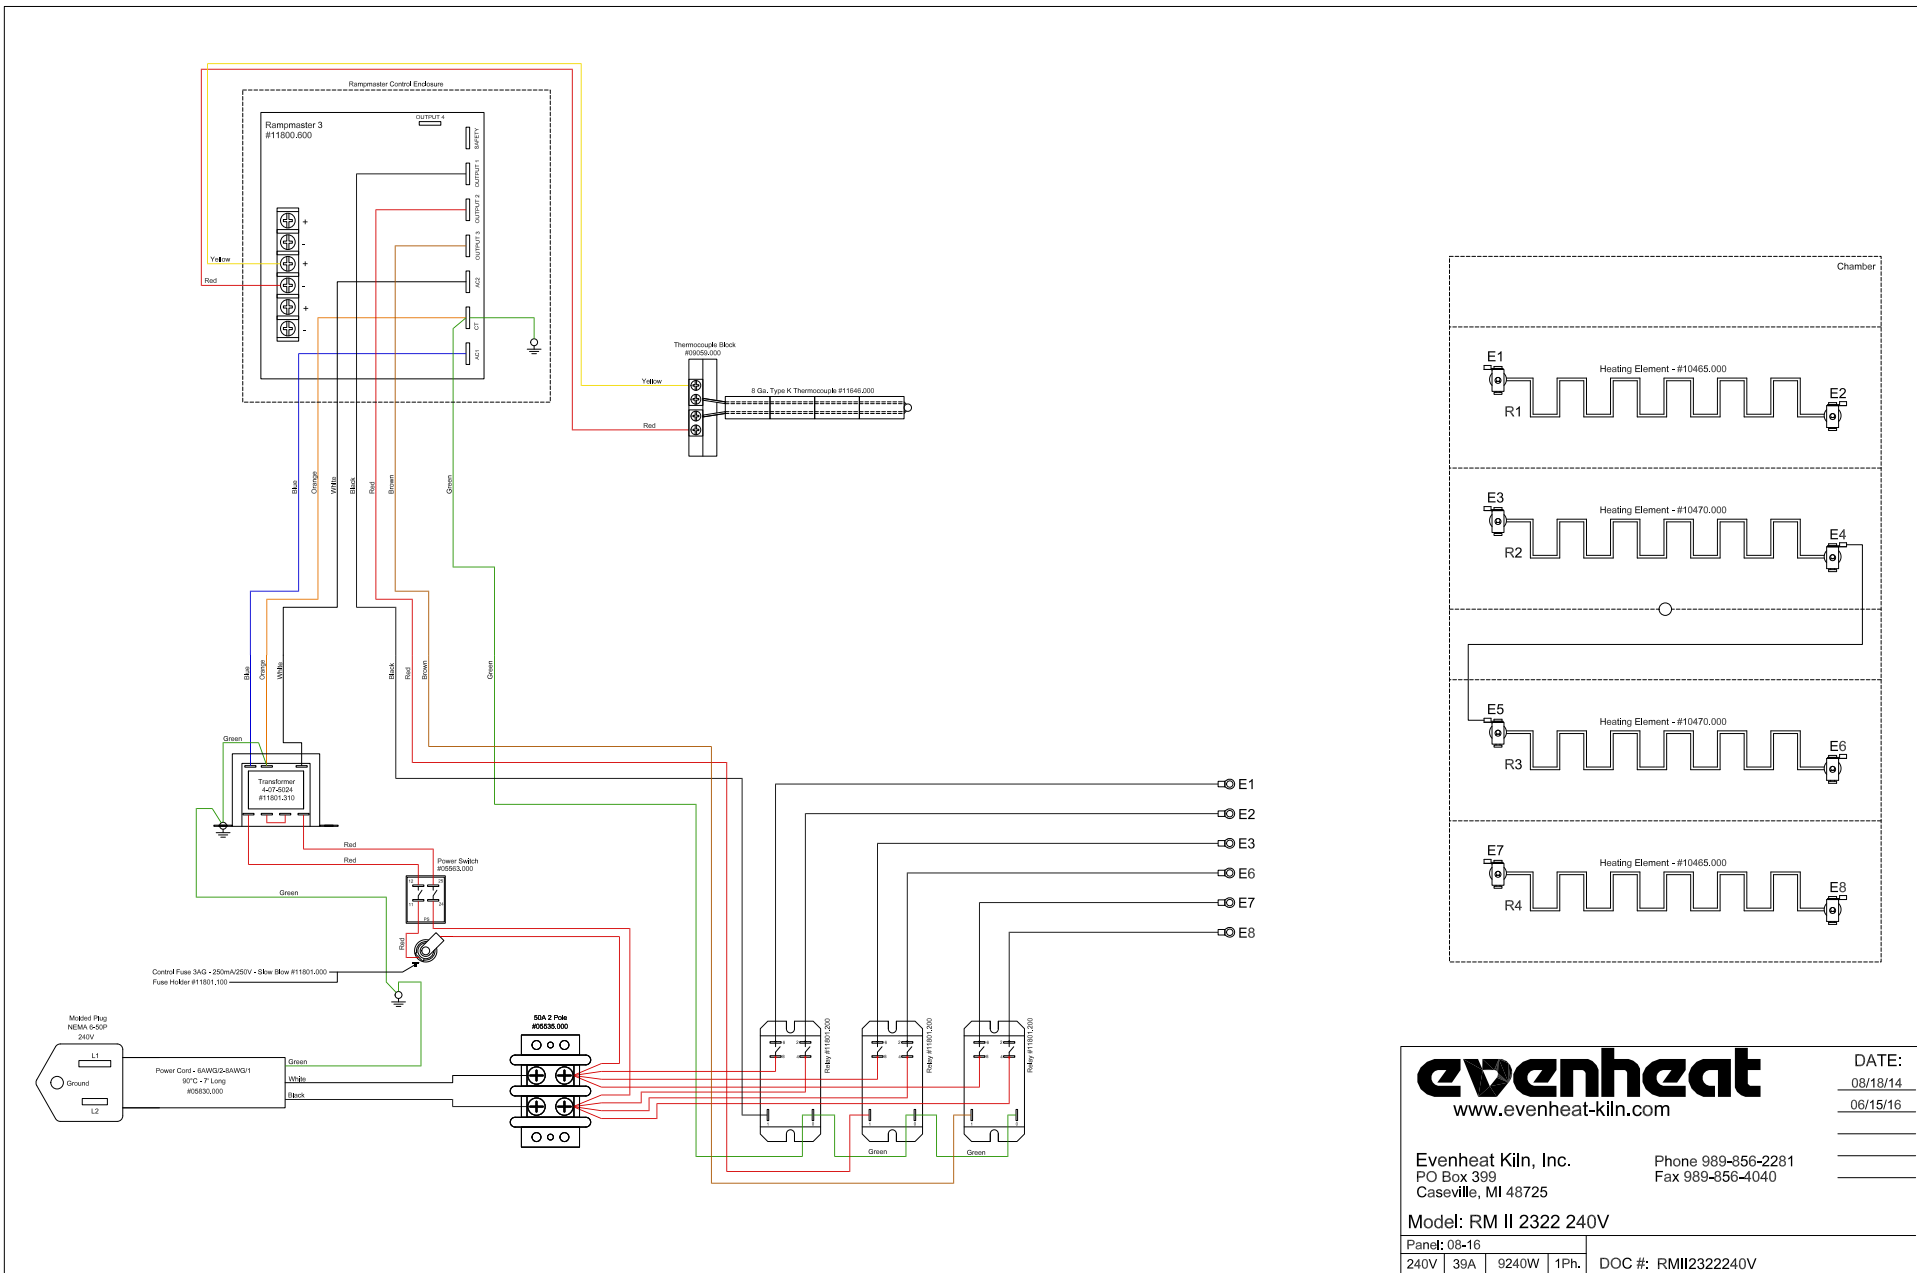 Rampmaster Control Enclosure
Rampmaster 3
#11800.600
OUTPUT 4
SAFETY
OUTPUT 1
OUTPUT 2
OUTPUT 3
AC2
CT
AC1
+
-
+
-
+
-
Yellow
Red
Thermocouple Block
#09059.000
Yellow
Red
8 Ga. Type K Thermocouple #11646.000
Blue
Orange
White
Black
Red
Brown
Green
Blue
Orange
White
Black
Red
Brown
Green
Green
Transformer
4-07-5024
#11801.310
Red
Red
Power Switch
#05563.000
11
24
PS
Green
Red
Control Fuse 3AG - 250mA/250V - Slow Blow #11801.000
Fuse Holder #11801.100
Molded Plug
NEMA 6-50P
240V
L1
Ground
L2
Power Cord - 6AWG/2-8AWG/1
90°C - 7' Long
#05830.000
Green
White
Black
50A 2 Pole
#05535.000
E1
E2
E3
E6
E7
E8
Relay #11801.200
Relay #11801.200
Relay #11801.200
Green
Green
Chamber
E1
Heating Element - #10465.000
E2
R1
E3
Heating Element - #10470.000
E4
R2
E5
Heating Element - #10470.000
E6
R3
E7
Heating Element - #10465.000
E8
R4
evenheat
www.evenheat-kiln.com
DATE:
08/18/14
06/15/16
Evenheat Kiln, Inc.
PO Box 399
Caseville, MI 48725
Phone 989-856-2281
Fax 989-856-4040
Model: RM II 2322 240V
Panel: 08-16
240V 39A 9240W 1Ph.
DOC #: RMII2322240V